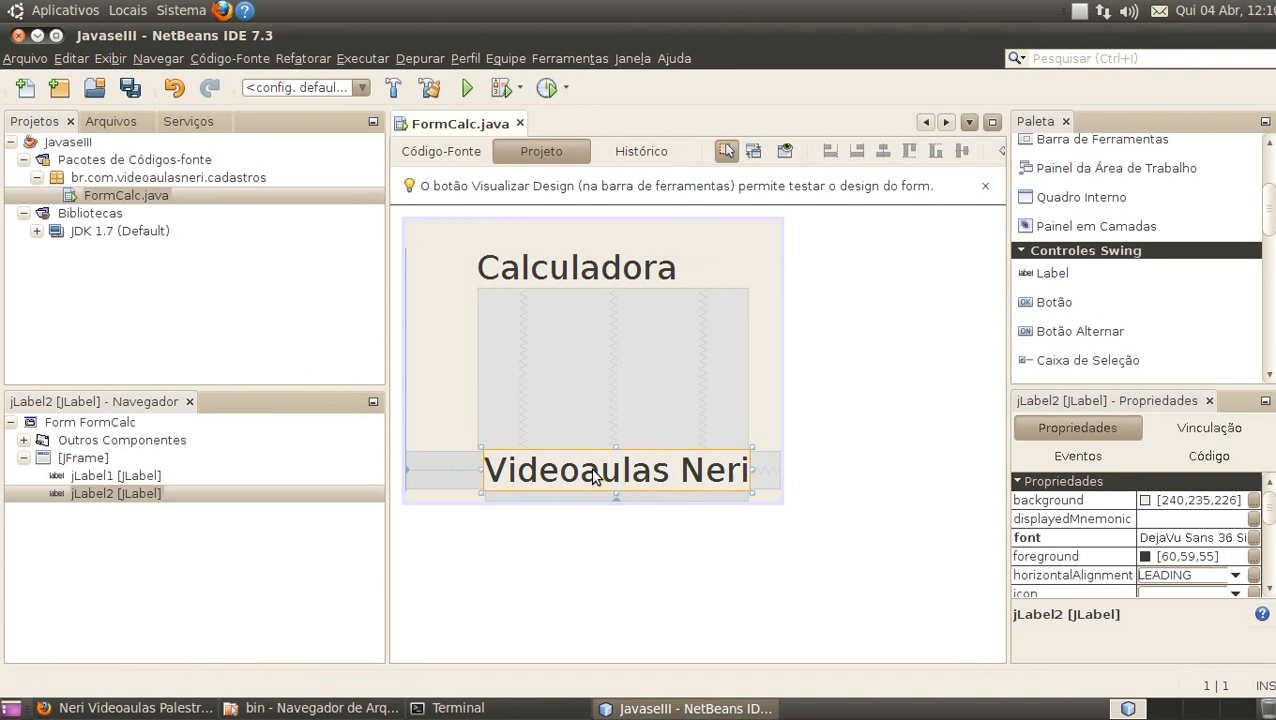 Aplicativos Locais Sistema ? Qui 04 Abr, 12:10
JavaseIII - NetBeans IDE 7.3
Arquivo Editar Exibir Navegar Código-Fonte Refatorar Executar Depurar Perfil Equipe Ferramentas Janela Ajuda Pesquisar (Ctrl+I)
<config. defaul...
Projetos Arquivos Serviços
JavaseIII
Pacotes de Códigos-fonte
br.com.videoaulasneri.cadastros
FormCalc.java
Bibliotecas
JDK 1.7 (Default)
jLabel2 [JLabel] - Navegador
Form FormCalc
Outros Componentes
[JFrame]
jLabel1 [JLabel]
jLabel2 [JLabel]
FormCalc.java
Código-Fonte Projeto Histórico
O botão Visualizar Design (na barra de ferramentas) permite testar o design do form.
Calculadora
Videoaulas Neri
Paleta
Barra de Ferramentas
Painel da Área de Trabalho
Quadro Interno
Painel em Camadas
Controles Swing
Label
Botão
Botão Alternar
Caixa de Seleção
jLabel2 [JLabel] - Propriedades
Propriedades Vinculação
Eventos Código
Propriedades
background [240,235,226]
displayedMnemonic
font DejaVu Sans 36 Si
foreground [60,59,55]
horizontalAlignment LEADING
icon
jLabel2 [JLabel]
1 | 1 INS
Neri Videoaulas Palestr... bin - Navegador de Arq... Terminal JavaseIII - NetBeans ID...